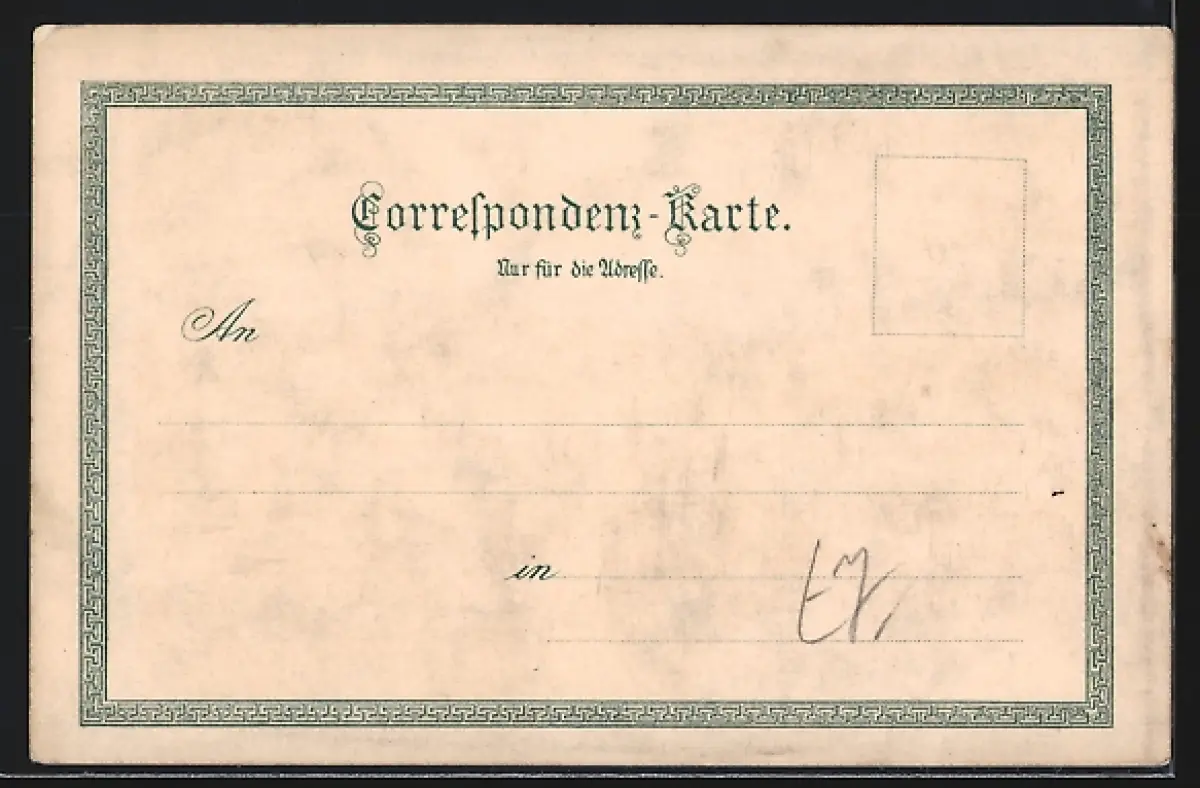 Correſpondenz-Karte.
Nur für die Adreſſe.
An
in